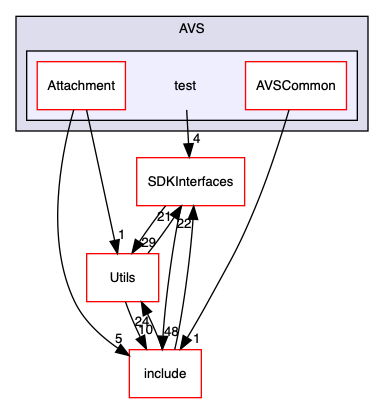 AVS
Attachment
test
AVSCommon
4
SDKInterfaces
21
22
1
29
Utils
24
10
48
5
1
include